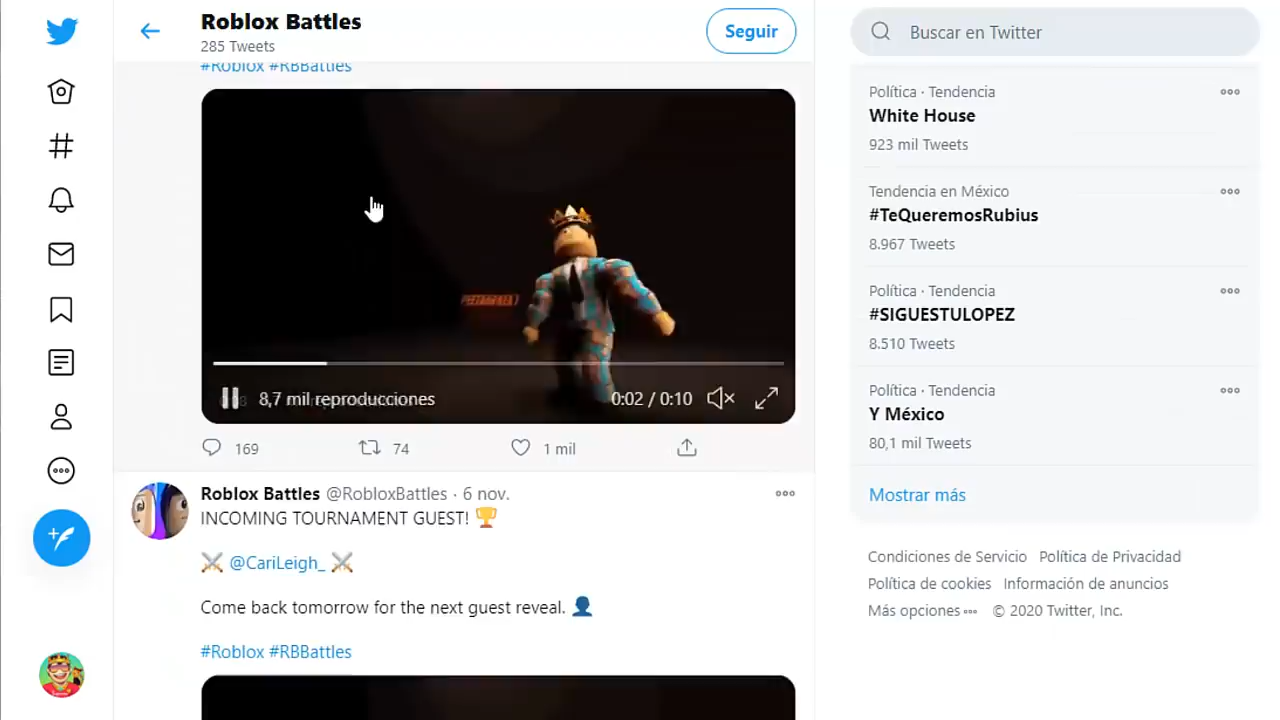 Roblox Battles
285 Tweets
Seguir
#Roblox #RBBattles
8,7 mil reproducciones
0:02 / 0:10
169
74
1 mil
Roblox Battles @RobloxBattles · 6 nov.
INCOMING TOURNAMENT GUEST! 🏆
⚔️ @CariLeigh_ ⚔️
Come back tomorrow for the next guest reveal. 👤
#Roblox #RBBattles
Buscar en Twitter
Política · Tendencia
White House
923 mil Tweets
Tendencia en México
#TeQueremosRubius
8.967 Tweets
Política · Tendencia
#SIGUESTULOPEZ
8.510 Tweets
Política · Tendencia
Y México
80,1 mil Tweets
Mostrar más
Condiciones de Servicio Política de Privacidad
Política de cookies Información de anuncios
Más opciones ••• © 2020 Twitter, Inc.